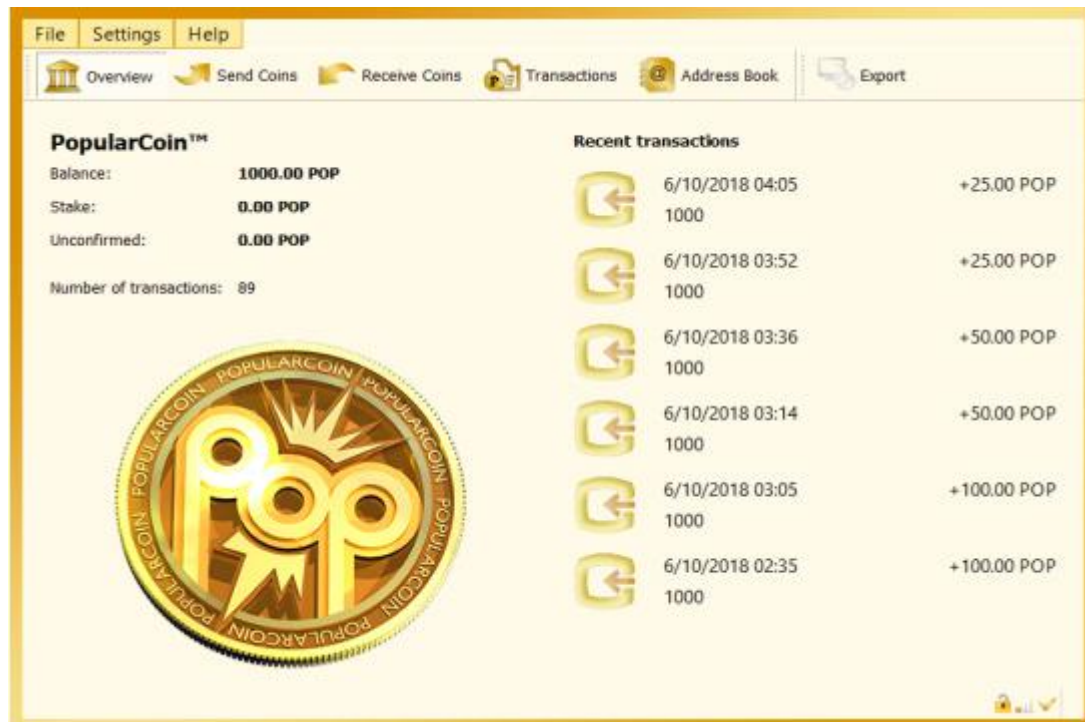 File Settings Help
Overview Send Coins Receive Coins Transactions Address Book Export
PopularCoin™
Balance: 1000.00 POP
Stake: 0.00 POP
Unconfirmed: 0.00 POP
Number of transactions: 89
POPULARCOIN POPULARCOIN POPULARCOIN POPULARCOIN POPULARCOIN POPULARCOIN
POP
Recent transactions
6/10/2018 04:05 +25.00 POP
1000
6/10/2018 03:52 +25.00 POP
1000
6/10/2018 03:36 +50.00 POP
1000
6/10/2018 03:14 +50.00 POP
1000
6/10/2018 03:05 +100.00 POP
1000
6/10/2018 02:35 +100.00 POP
1000